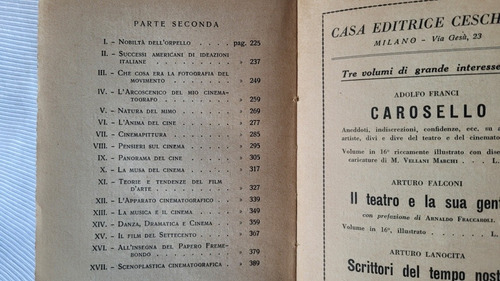 PARTE SECONDA
I. - Nobiltà dell'orpello . . . . . pag. 225
II. - Successi americani di ideazioni
italiane . . . . . . . . » 237
III. - Che cosa era la fotografia del
movimento . . . . . . . » 249
IV. - L'Arcoscenico del mio cinema-
tografo . . . . . . . . » 259
V. - Natura del mimo . . . . . . » 269
VI. - L'Anima del cine . . . . . . » 277
VII. - Cinepittura . . . . . . . . » 285
VIII. - Pensieri sul cinema . . . . . » 295
IX. - Panorama del cine . . . . . » 305
X. - La musa del cinema . . . . . » 317
XI. - Teorie e tendenze del film
d'arte . . . . . . . . . » 327
XII. - L'Apparato cinematografico . . » 339
XIII. - La musica e il cinema . . . . » 349
XIV. - Danza, Dramatica e Cinema . . » 359
XV. - Il film del Settecento . . . . » 367
XVI. - All'insegna del Papero Freme-
bondo . . . . . . . . . » 379
XVII. - Scenoplastica cinematografica . » 389
CASA EDITRICE CESCH
MILANO - Via Gesù, 23
Tre volumi di grande interesse
ADOLFO FRANCI
CAROSELLO
Aneddoti, indiscrezioni, confidenze, ecc, su a
artiste, divi e dive del teatro e del cinemato
Volume in 16° riccamente illustrato con dise
caricature di M. Vellani Marchi . . L.
ARTURO FALCONI
Il teatro e la sua gent
con prefazione di Arnaldo Fraccaroli.
Volume in 16°, illustrato . . . . L.
ARTURO LANOCITA
Scrittori del tempo nost